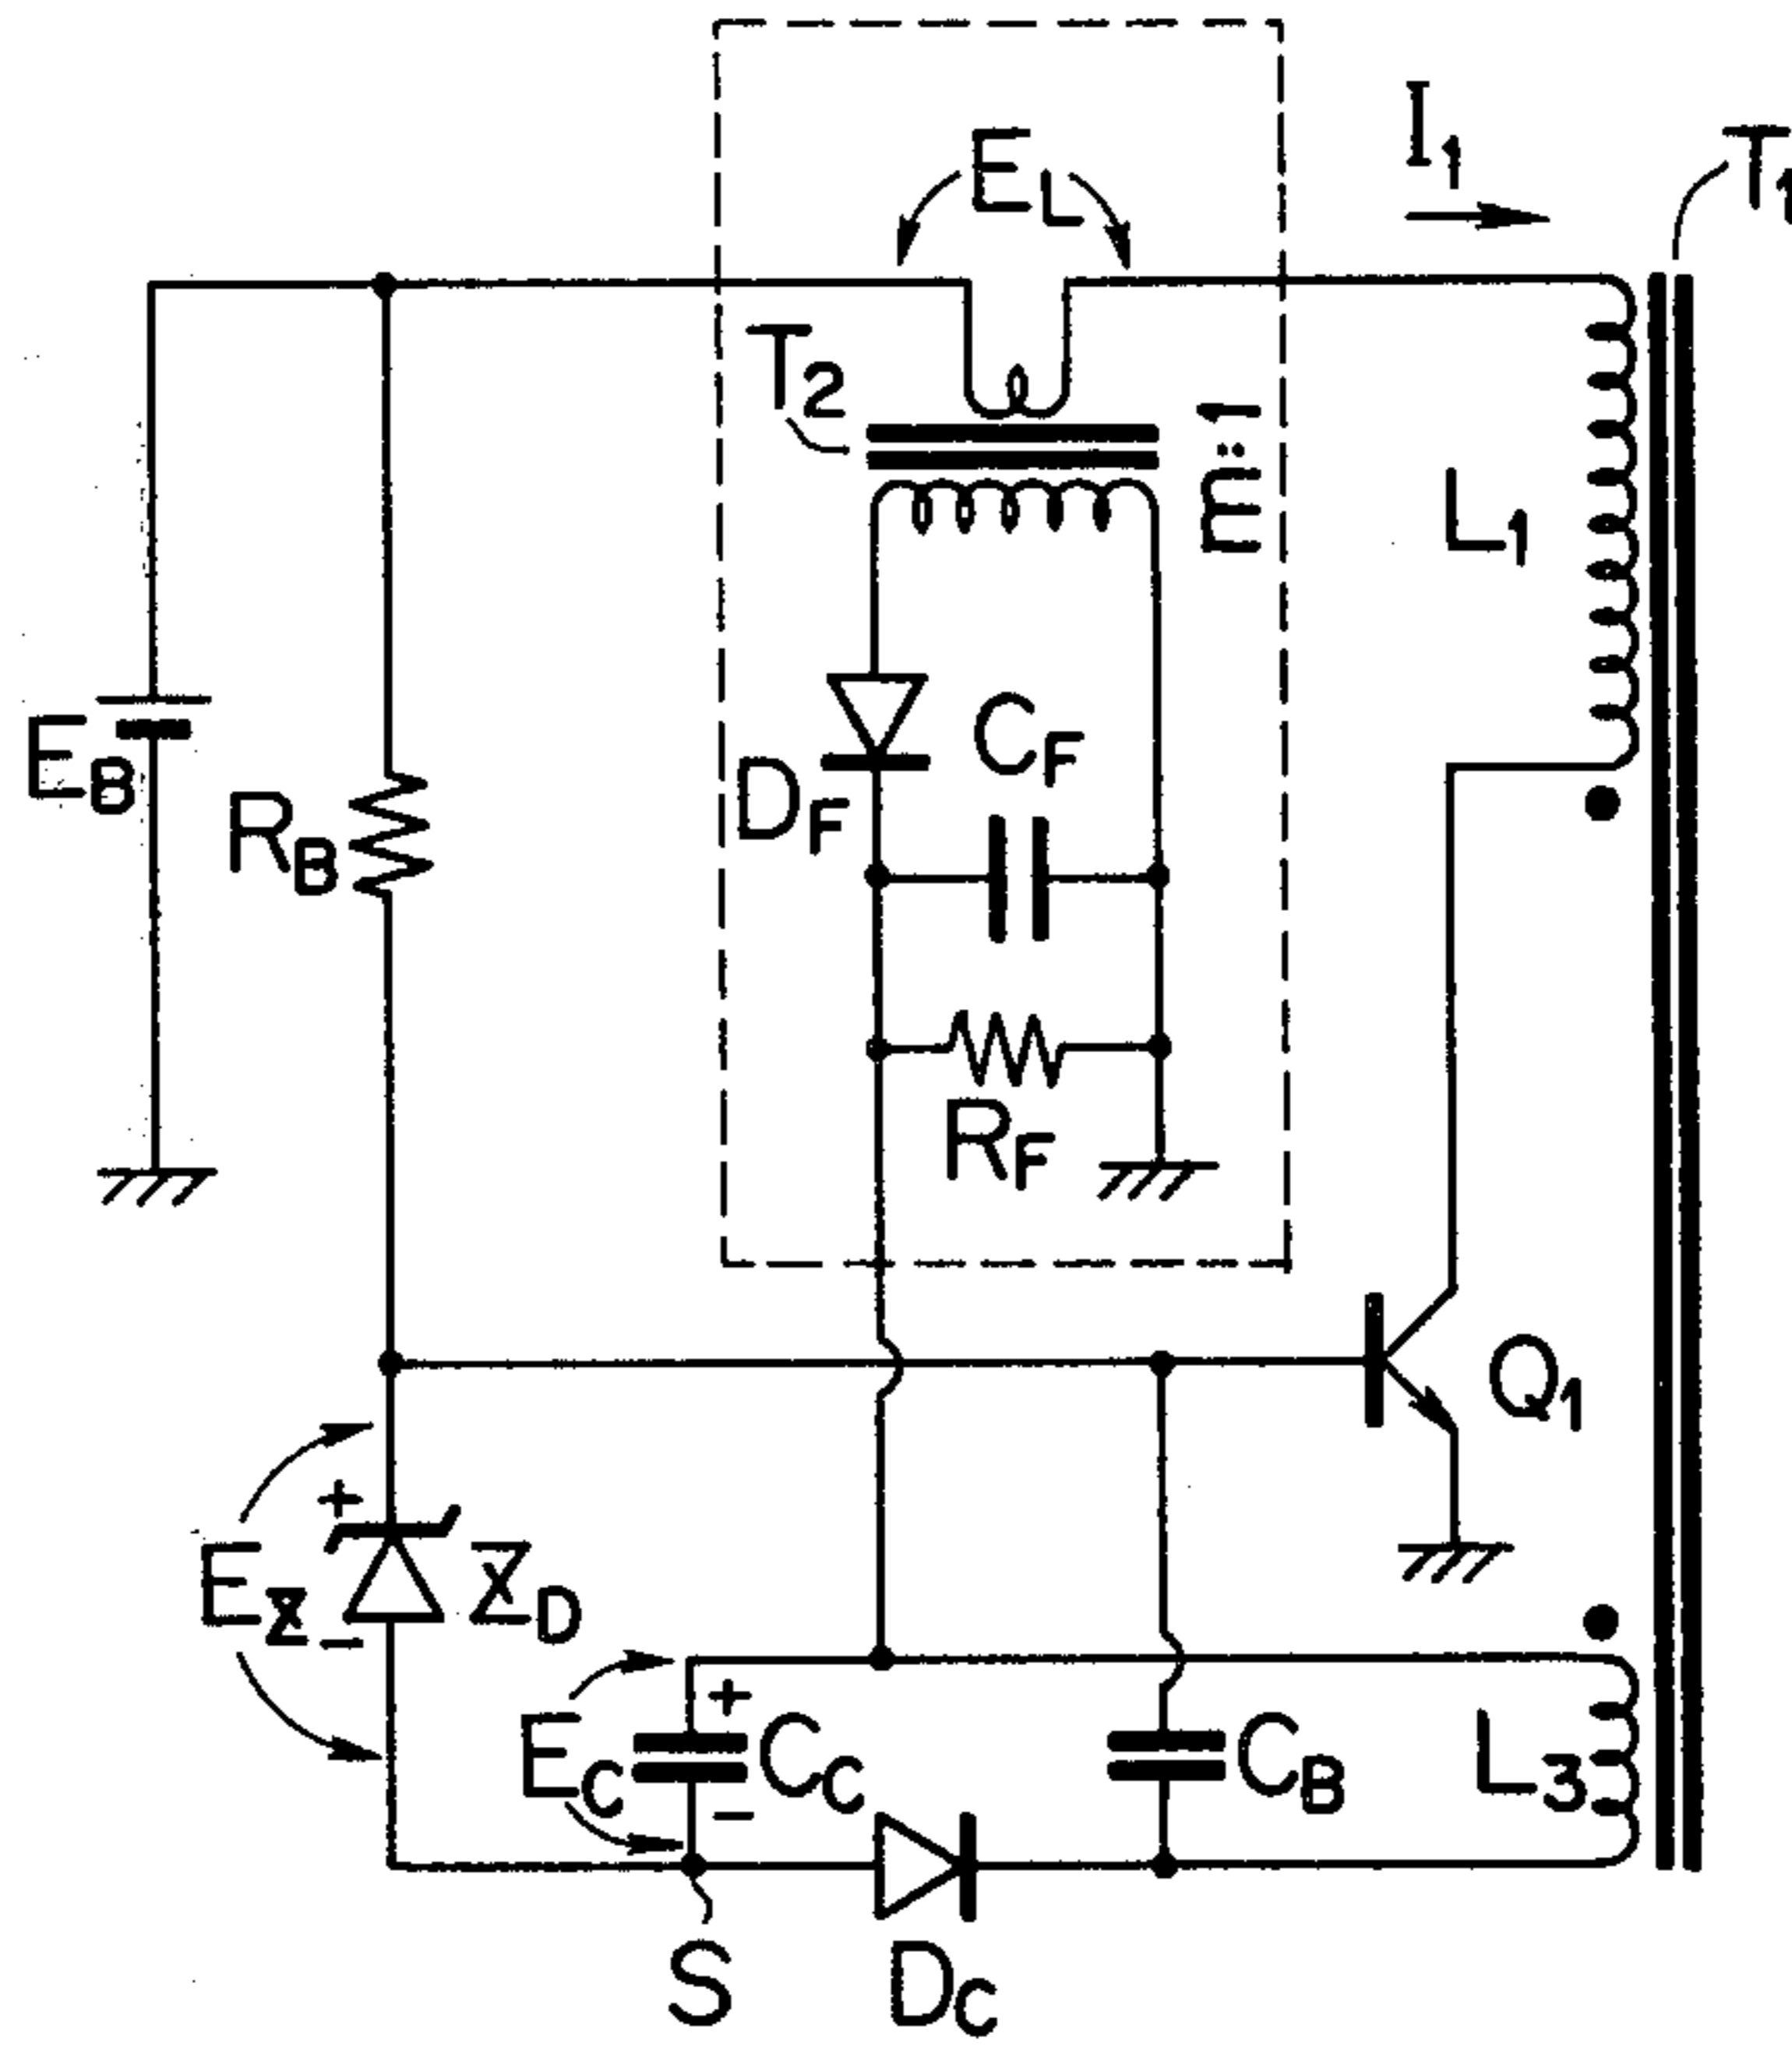 I1
T1
EL
T2
m:1
L1
EB
RB
DF
CF
RF
Q1
+
EZ
ZD
-
EC
+
CC
-
CB
L3
S
DC